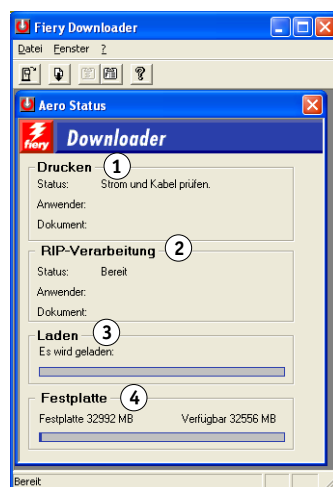 Fiery Downloader
Datei Fenster ?
Aero Status
fiery Downloader
Drucken 1
Status: Strom und Kabel prüfen.
Anwender:
Dokument:
RIP-Verarbeitung 2
Status: Bereit
Anwender:
Dokument:
Laden 3
Es wird geladen:
Festplatte 4
Festplatte 32992 MB Verfügbar 32556 MB
Bereit